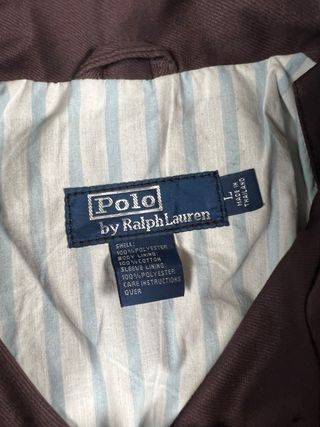 Polo
by Ralph Lauren
L
MADE IN
THAILAND
SHELL:
100% POLYESTER
BODY LINING:
100% COTTON
SLEEVE LINING:
100% POLYESTER
CARE INSTRUCTIONS
OVER